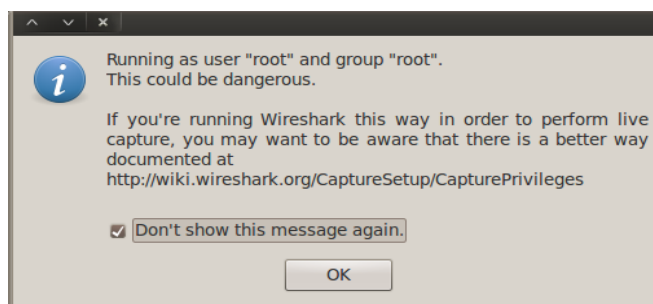 Running as user "root" and group "root".
This could be dangerous.
If you're running Wireshark this way in order to perform live
capture, you may want to be aware that there is a better way
documented at
http://wiki.wireshark.org/CaptureSetup/CapturePrivileges
Don't show this message again.
OK